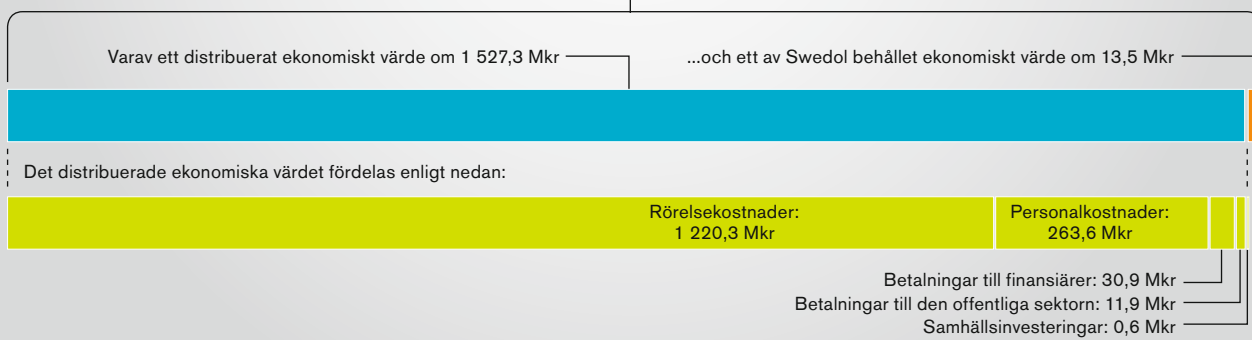 Varav ett distribuerat ekonomiskt värde om 1 527,3 Mkr
...och ett av Swedol behållet ekonomiskt värde om 13,5 Mkr
Det distribuerade ekonomiska värdet fördelas enligt nedan:
Rörelsekostnader:
1 220,3 Mkr
Personalkostnader:
263,6 Mkr
Betalningar till finansiärer: 30,9 Mkr
Betalningar till den offentliga sektorn: 11,9 Mkr
Samhällsinvesteringar: 0,6 Mkr